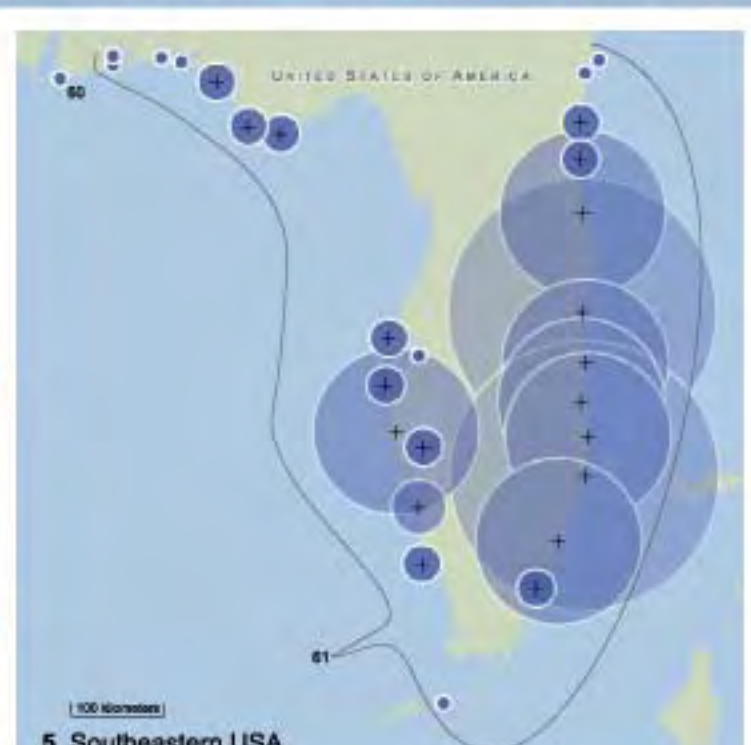 UNITED STATES OF AMERICA
60
61
100 kilometers
5 Southeastern USA